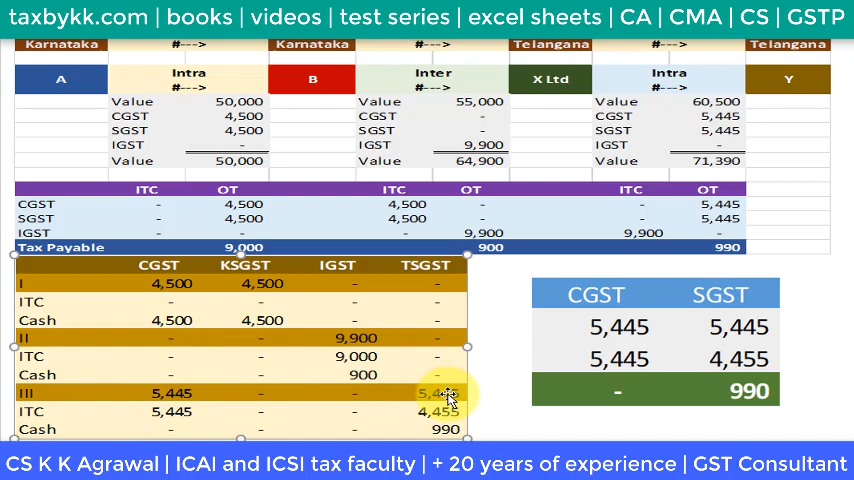 taxbykk.com | books | videos | test series | excel sheets | CA | CMA | CS | GSTP
Karnataka #---> Karnataka #---> Telangana #---> Telangana
A Intra #---> B Inter #---> X Ltd Intra #---> Y
Value 50,000 Value 55,000 Value 60,500
CGST 4,500 CGST - CGST 5,445
SGST 4,500 SGST - SGST 5,445
IGST - IGST 9,900 IGST -
Value 50,000 Value 64,900 Value 71,390
ITC OT ITC OT ITC OT
CGST - 4,500 4,500 - - 5,445
SGST - 4,500 4,500 - - 5,445
IGST - - - 9,900 9,900 -
Tax Payable 9,000 900 990
CGST KSGST IGST TSGST
I 4,500 4,500 - -
ITC - - - -
Cash 4,500 4,500 - -
II - - 9,900 -
ITC - - 9,000 -
Cash - - 900 -
III 5,445 - - 5,445
ITC 5,445 - - 4,455
Cash - - - 990
CGST SGST
5,445 5,445
5,445 4,455
- 990
CS K K Agrawal | ICAI and ICSI tax faculty | + 20 years of experience | GST Consultant